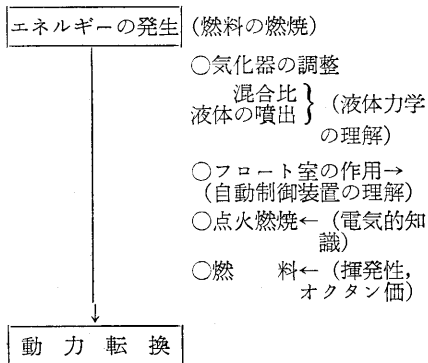 エネルギーの発生(燃料の燃焼)
○気化器の調整
混合比
液体の噴出}(液体力学
の理解)
○フロート室の作用→
(自動制御装置の理解)
○点火燃焼←(電気的知
識)
○燃　　料←(揮発性,
オクタン価)
動　力　転　換